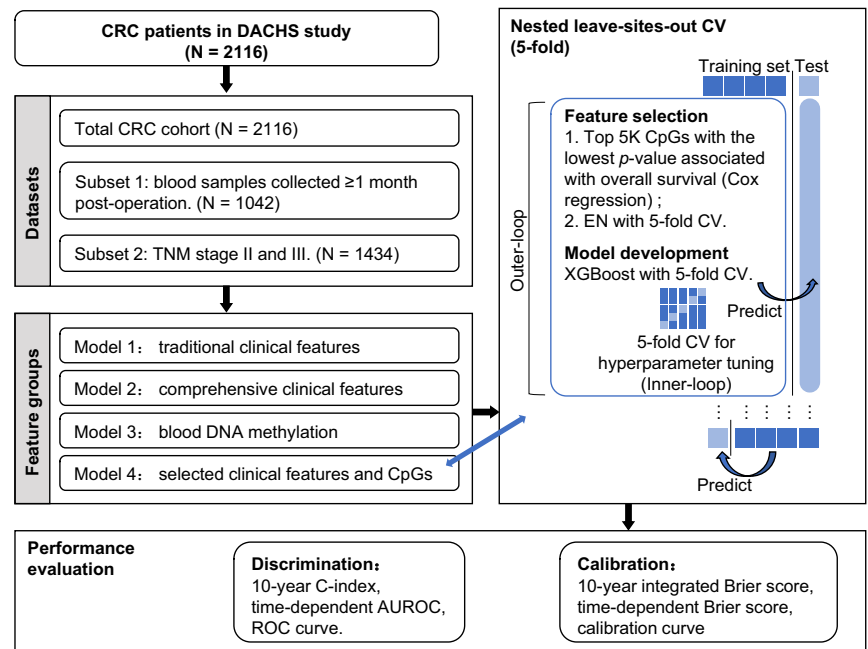 CRC patients in DACHS study
(N = 2116)
Datasets
Total CRC cohort (N = 2116)
Subset 1: blood samples collected ≥1 month
post-operation. (N = 1042)
Subset 2: TNM stage II and III. (N = 1434)
Feature groups
Model 1： traditional clinical features
Model 2： comprehensive clinical features
Model 3： blood DNA methylation
Model 4： selected clinical features and CpGs
Nested leave-sites-out CV
(5-fold)
Training set Test
Outer-loop
Feature selection
1. Top 5K CpGs with the
lowest p-value associated
with overall survival (Cox
regression) ;
2. EN with 5-fold CV.
Model development
XGBoost with 5-fold CV.
Predict
5-fold CV for
hyperparameter tuning
(Inner-loop)
Predict
Performance
evaluation
Discrimination：
10-year C-index,
time-dependent AUROC,
ROC curve.
Calibration：
10-year integrated Brier score,
time-dependent Brier score,
calibration curve